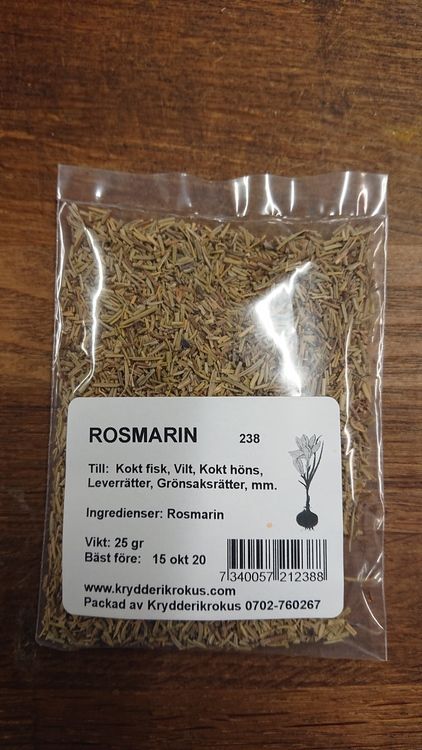 ROSMARIN 238
Till: Kokt fisk, Vilt, Kokt höns,
Leverrätter, Grönsaksrätter, mm.
Ingredienser: Rosmarin
Vikt: 25 gr
Bäst före: 15 okt 20
7 340057 212388
www.krydderikrokus.com
Packad av Krydderikrokus 0702-760267